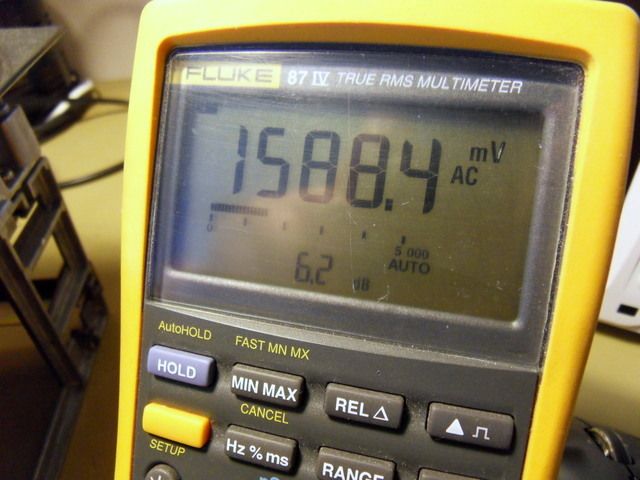 FLUKE 87 IV TRUE RMS MULTIMETER
1588.4 mV AC
0 5 000
6.2 dB AUTO
AutoHOLD FAST MN MX
HOLD MIN MAX REL Δ
CANCEL
SETUP Hz % ms RANGE